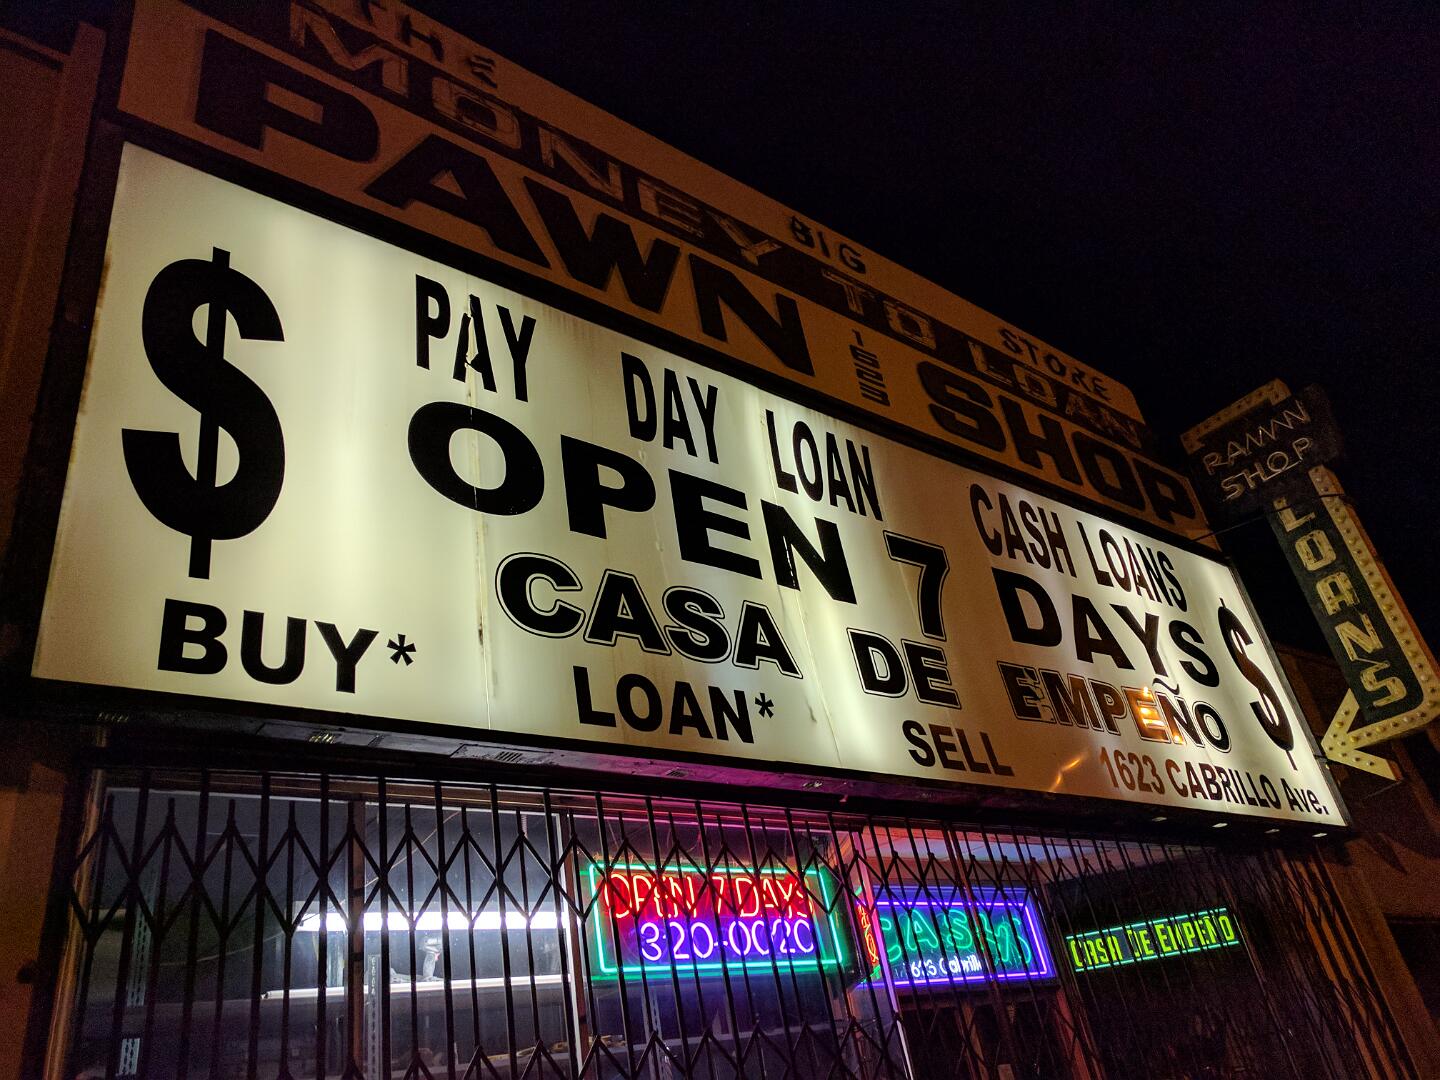 THE
BIG
STORE
MONEY TO LOAN
PAWN
SHOP
$
PAY DAY LOAN
CASH LOANS
OPEN 7 DAYS
CASA DE EMPEÑO
BUY* LOAN* SELL
1623 CABRILLO Ave.
$
PAWN
SHOP
LOANS
OPEN 7 DAYS
320-0020
CASH
CASA DE EMPEÑO